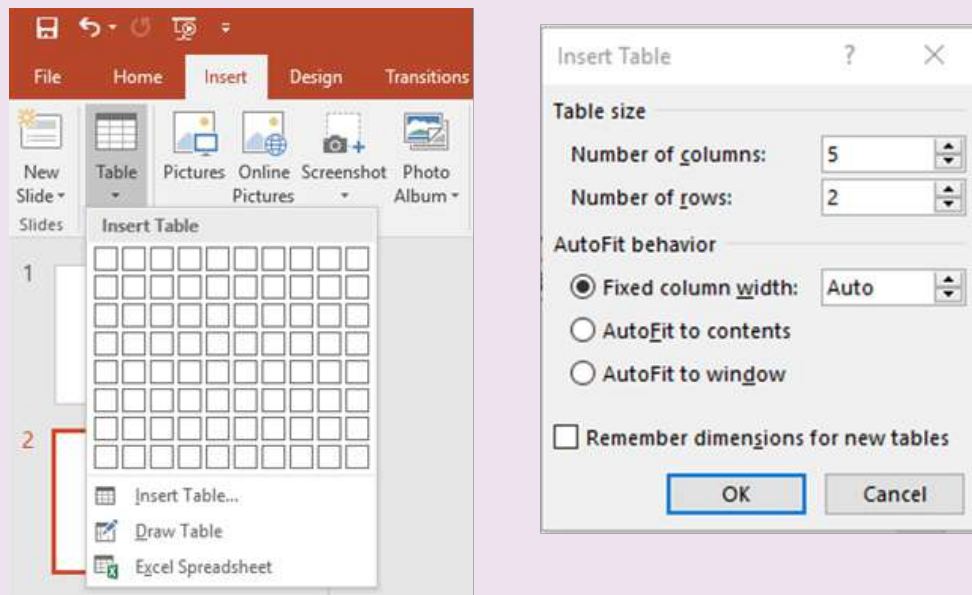 File Home Insert Design Transitions
New Slide
Table
Pictures
Online Pictures
Screenshot
Photo Album
Slides
Insert Table
1
2
Insert Table...
Draw Table
Excel Spreadsheet
Insert Table ?
Table size
Number of columns: 5
Number of rows: 2
AutoFit behavior
Fixed column width: Auto
AutoFit to contents
AutoFit to window
Remember dimensions for new tables
OK Cancel